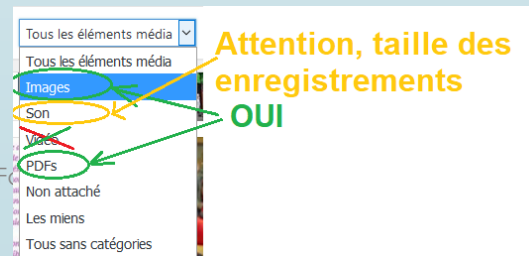 Tous les éléments média
Tous les éléments média
Images
Son
Vidéo
PDFs
Non attaché
Les miens
Tous sans catégories
Attention, taille des
enregistrements
OUI